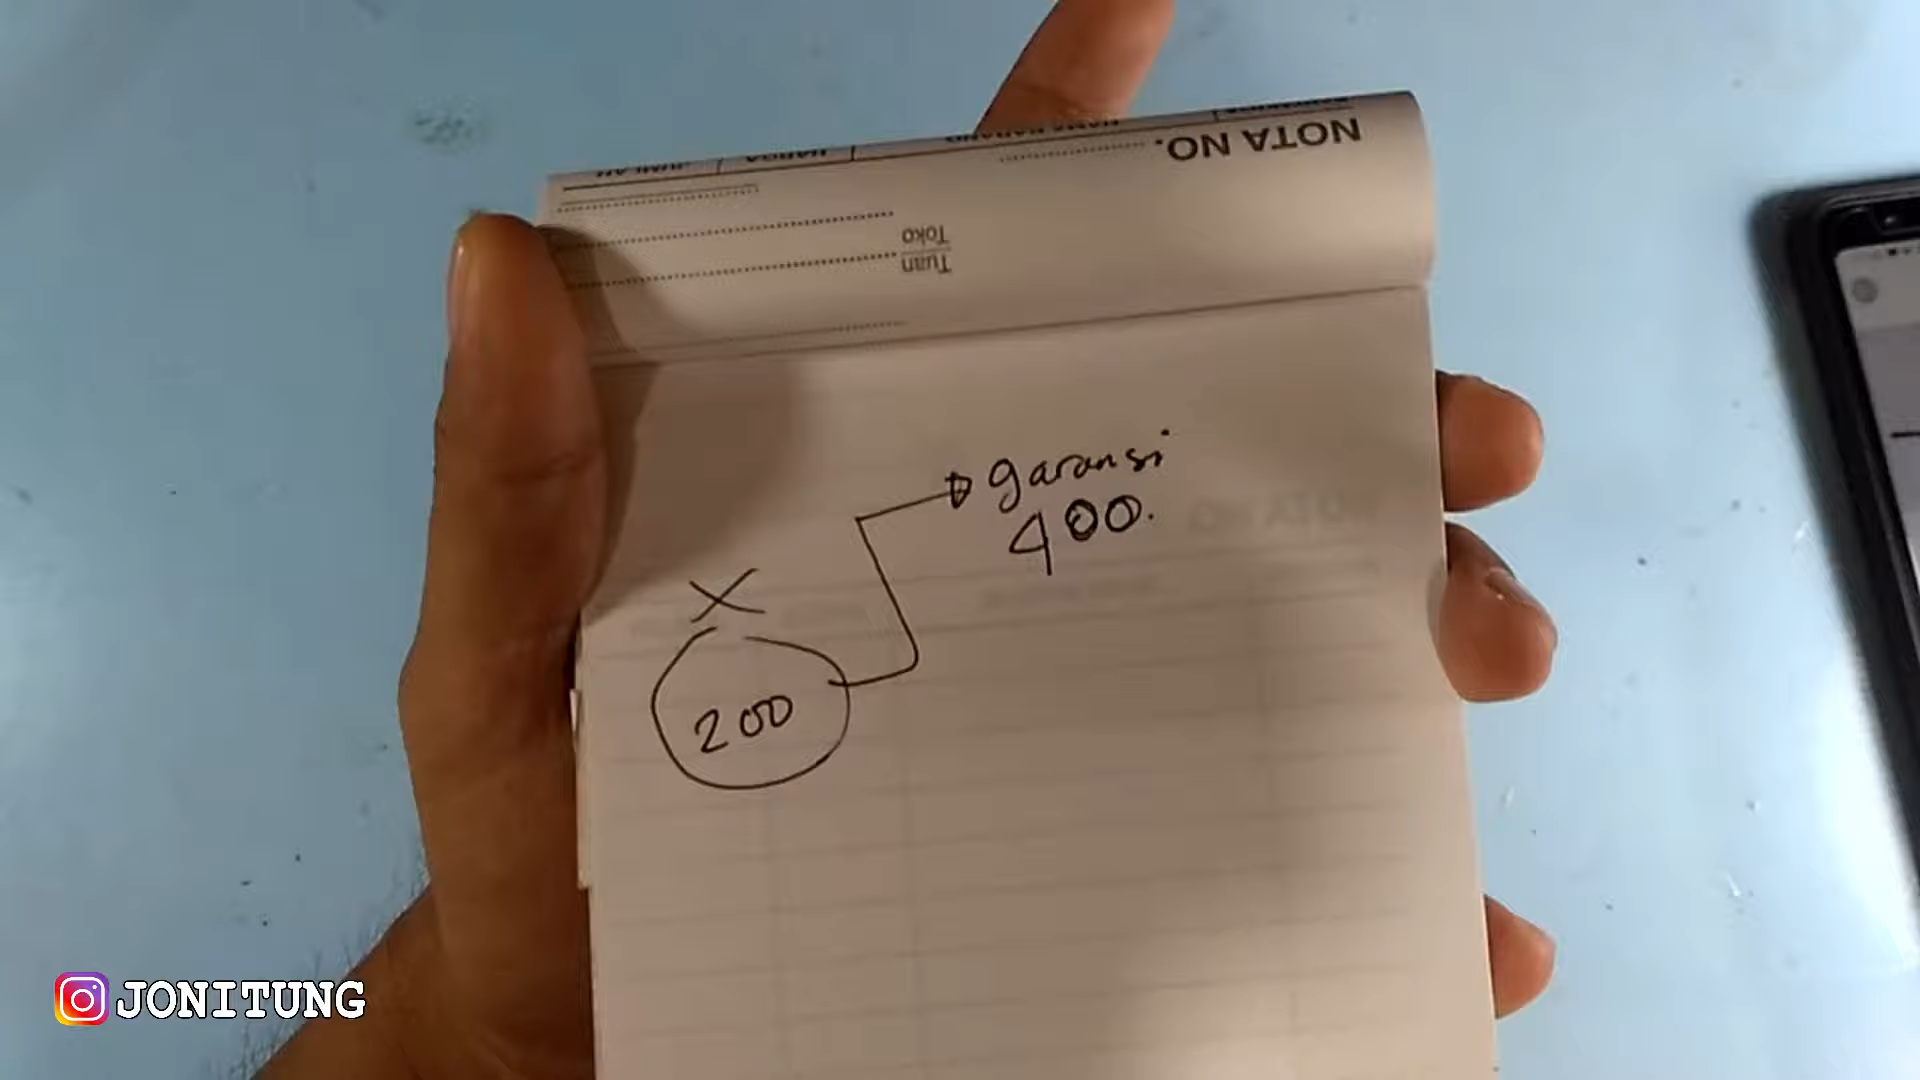 NOTA NO.
Tuan
Toko
garansi
400.
X
200
JONITUNG